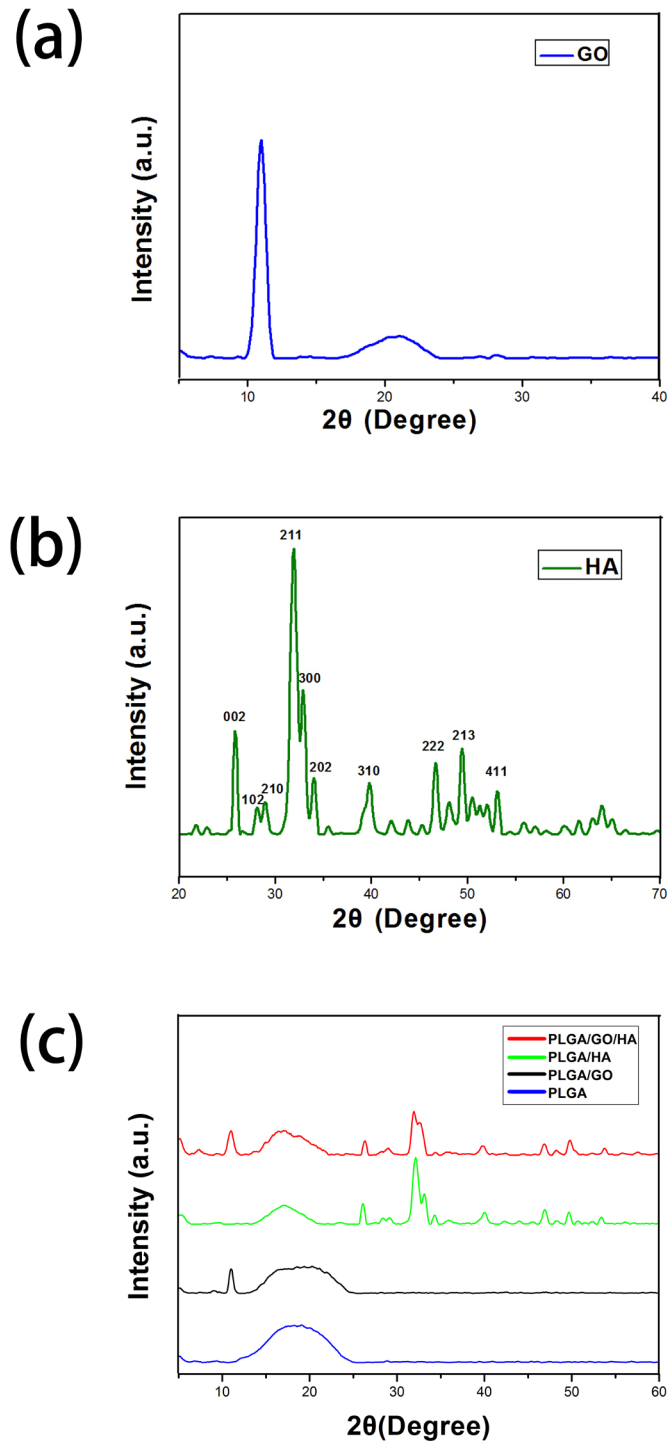 (a)
GO
Intensity (a.u.)
10 20 30 40
2θ (Degree)
(b)
HA
211
300
002
202
102 210
310
222 213
411
Intensity (a.u.)
20 30 40 50 60 70
2θ (Degree)
(c)
PLGA/GO/HA
PLGA/HA
PLGA/GO
PLGA
Intensity (a.u.)
10 20 30 40 50 60
2θ(Degree)